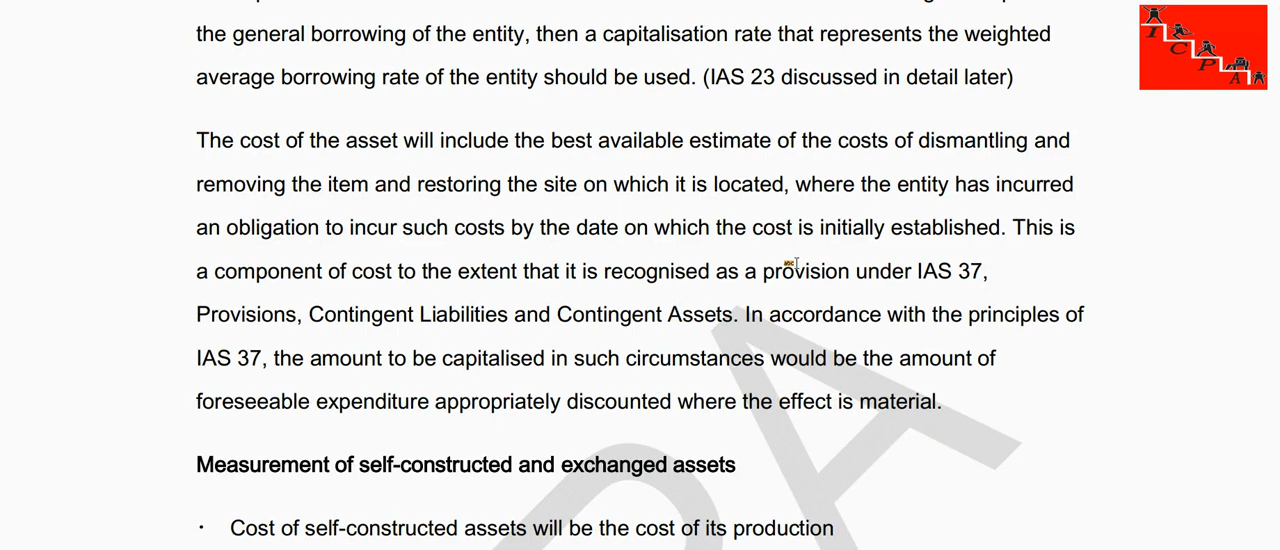 the general borrowing of the entity, then a capitalisation rate that represents the weighted
average borrowing rate of the entity should be used. (IAS 23 discussed in detail later)
The cost of the asset will include the best available estimate of the costs of dismantling and
removing the item and restoring the site on which it is located, where the entity has incurred
an obligation to incur such costs by the date on which the cost is initially established. This is
a component of cost to the extent that it is recognised as a provision under IAS 37,
Provisions, Contingent Liabilities and Contingent Assets. In accordance with the principles of
IAS 37, the amount to be capitalised in such circumstances would be the amount of
foreseeable expenditure appropriately discounted where the effect is material.
Measurement of self-constructed and exchanged assets
· Cost of self-constructed assets will be the cost of its production
I C P A